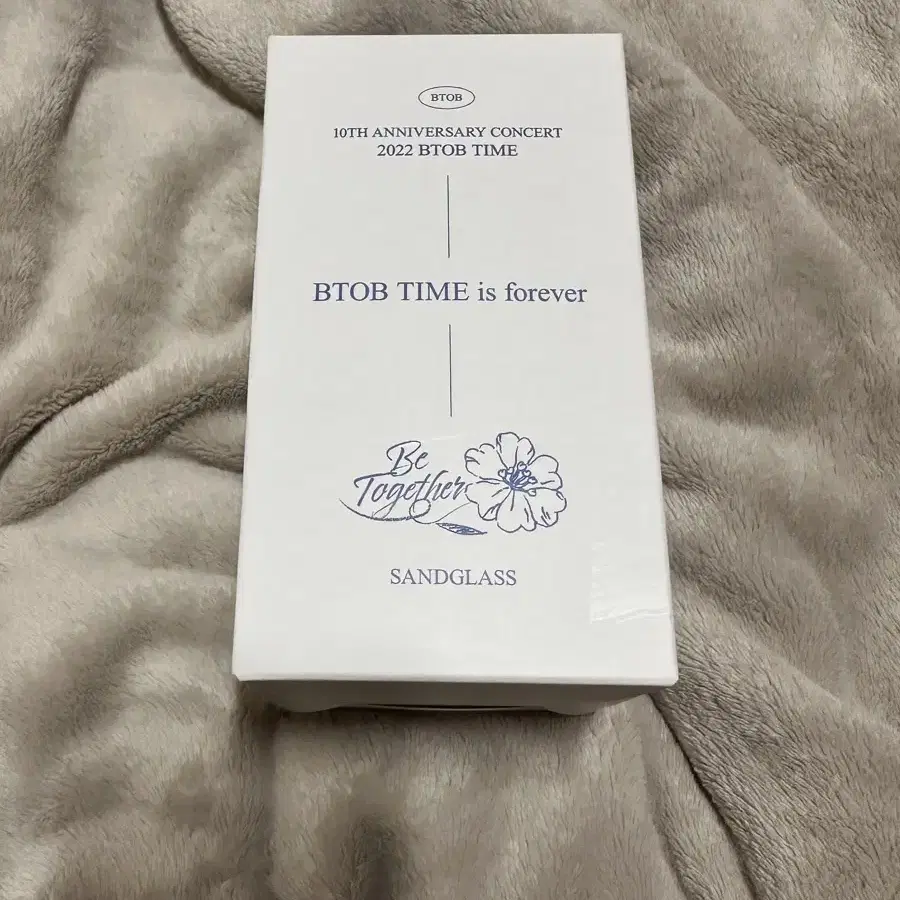 BTOB
10TH ANNIVERSARY CONCERT
2022 BTOB TIME
BTOB TIME is forever
Be
Together
SANDGLASS